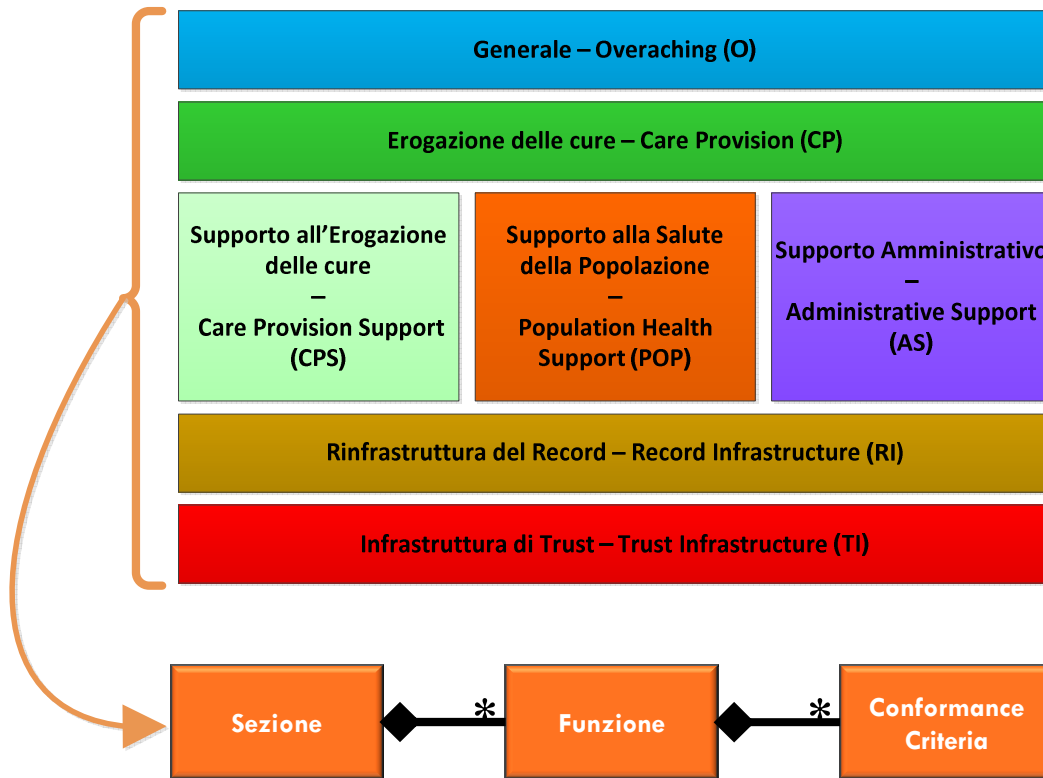 Generale – Overaching (O)
Erogazione delle cure – Care Provision (CP)
Supporto all'Erogazione
delle cure
–
Care Provision Support
(CPS)
Supporto alla Salute
della Popolazione
–
Population Health
Support (POP)
Supporto Amministrativo
–
Administrative Support
(AS)
Rinfrastruttura del Record – Record Infrastructure (RI)
Infrastruttura di Trust – Trust Infrastructure (TI)
Sezione
*
Funzione
*
Conformance
Criteria